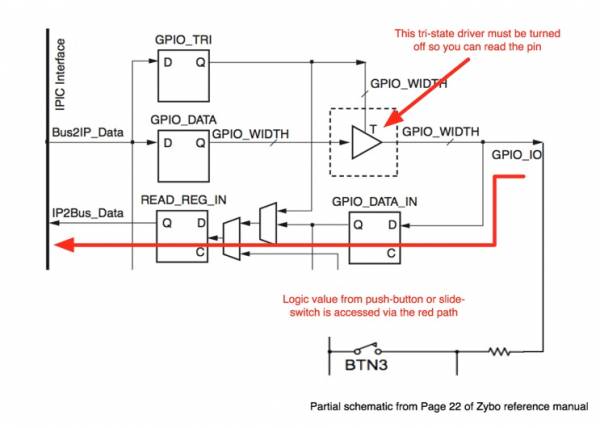 This tri-state driver must be turned
off so you can read the pin
GPIO_TRI
D Q
IPIC Interface
GPIO_WIDTH
GPIO_DATA
Bus2IP_Data
D Q
GPIO_WIDTH
T
GPIO_WIDTH
GPIO_IO
READ_REG_IN
GPIO_DATA_IN
IP2Bus_Data
Q D
C
Q D
C
Logic value from push-button or slide-
switch is accessed via the red path
BTN3
Partial schematic from Page 22 of Zybo reference manual